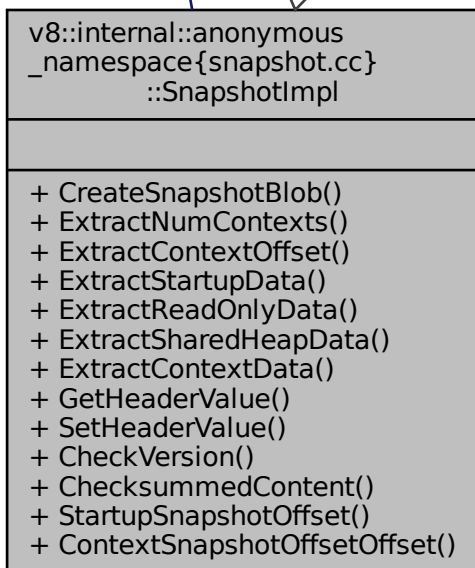 v8::internal::anonymous
_namespace{snapshot.cc}
::SnapshotImpl
+ CreateSnapshotBlob()
+ ExtractNumContexts()
+ ExtractContextOffset()
+ ExtractStartupData()
+ ExtractReadOnlyData()
+ ExtractSharedHeapData()
+ ExtractContextData()
+ GetHeaderValue()
+ SetHeaderValue()
+ CheckVersion()
+ ChecksummedContent()
+ StartupSnapshotOffset()
+ ContextSnapshotOffsetOffset()